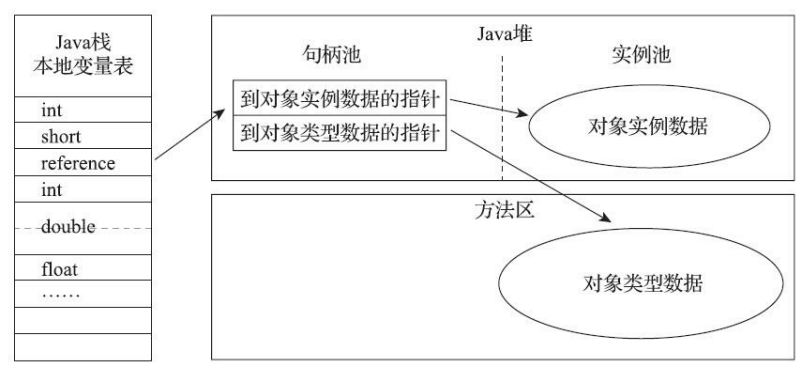 Java栈
本地变量表
int
short
reference
int
double
float
……
Java堆
句柄池
实例池
到对象实例数据的指针
到对象类型数据的指针
对象实例数据
方法区
对象类型数据